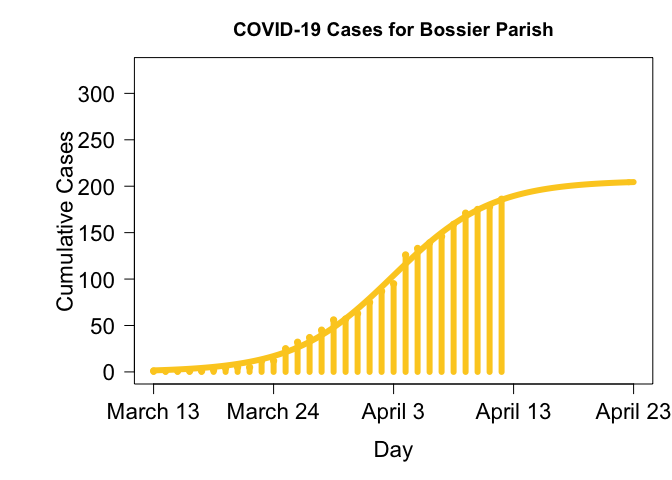 COVID-19 Cases for Bossier Parish
Cumulative Cases
300
250
200
150
100
50
0
March 13 March 24 April 3 April 13 April 23
Day